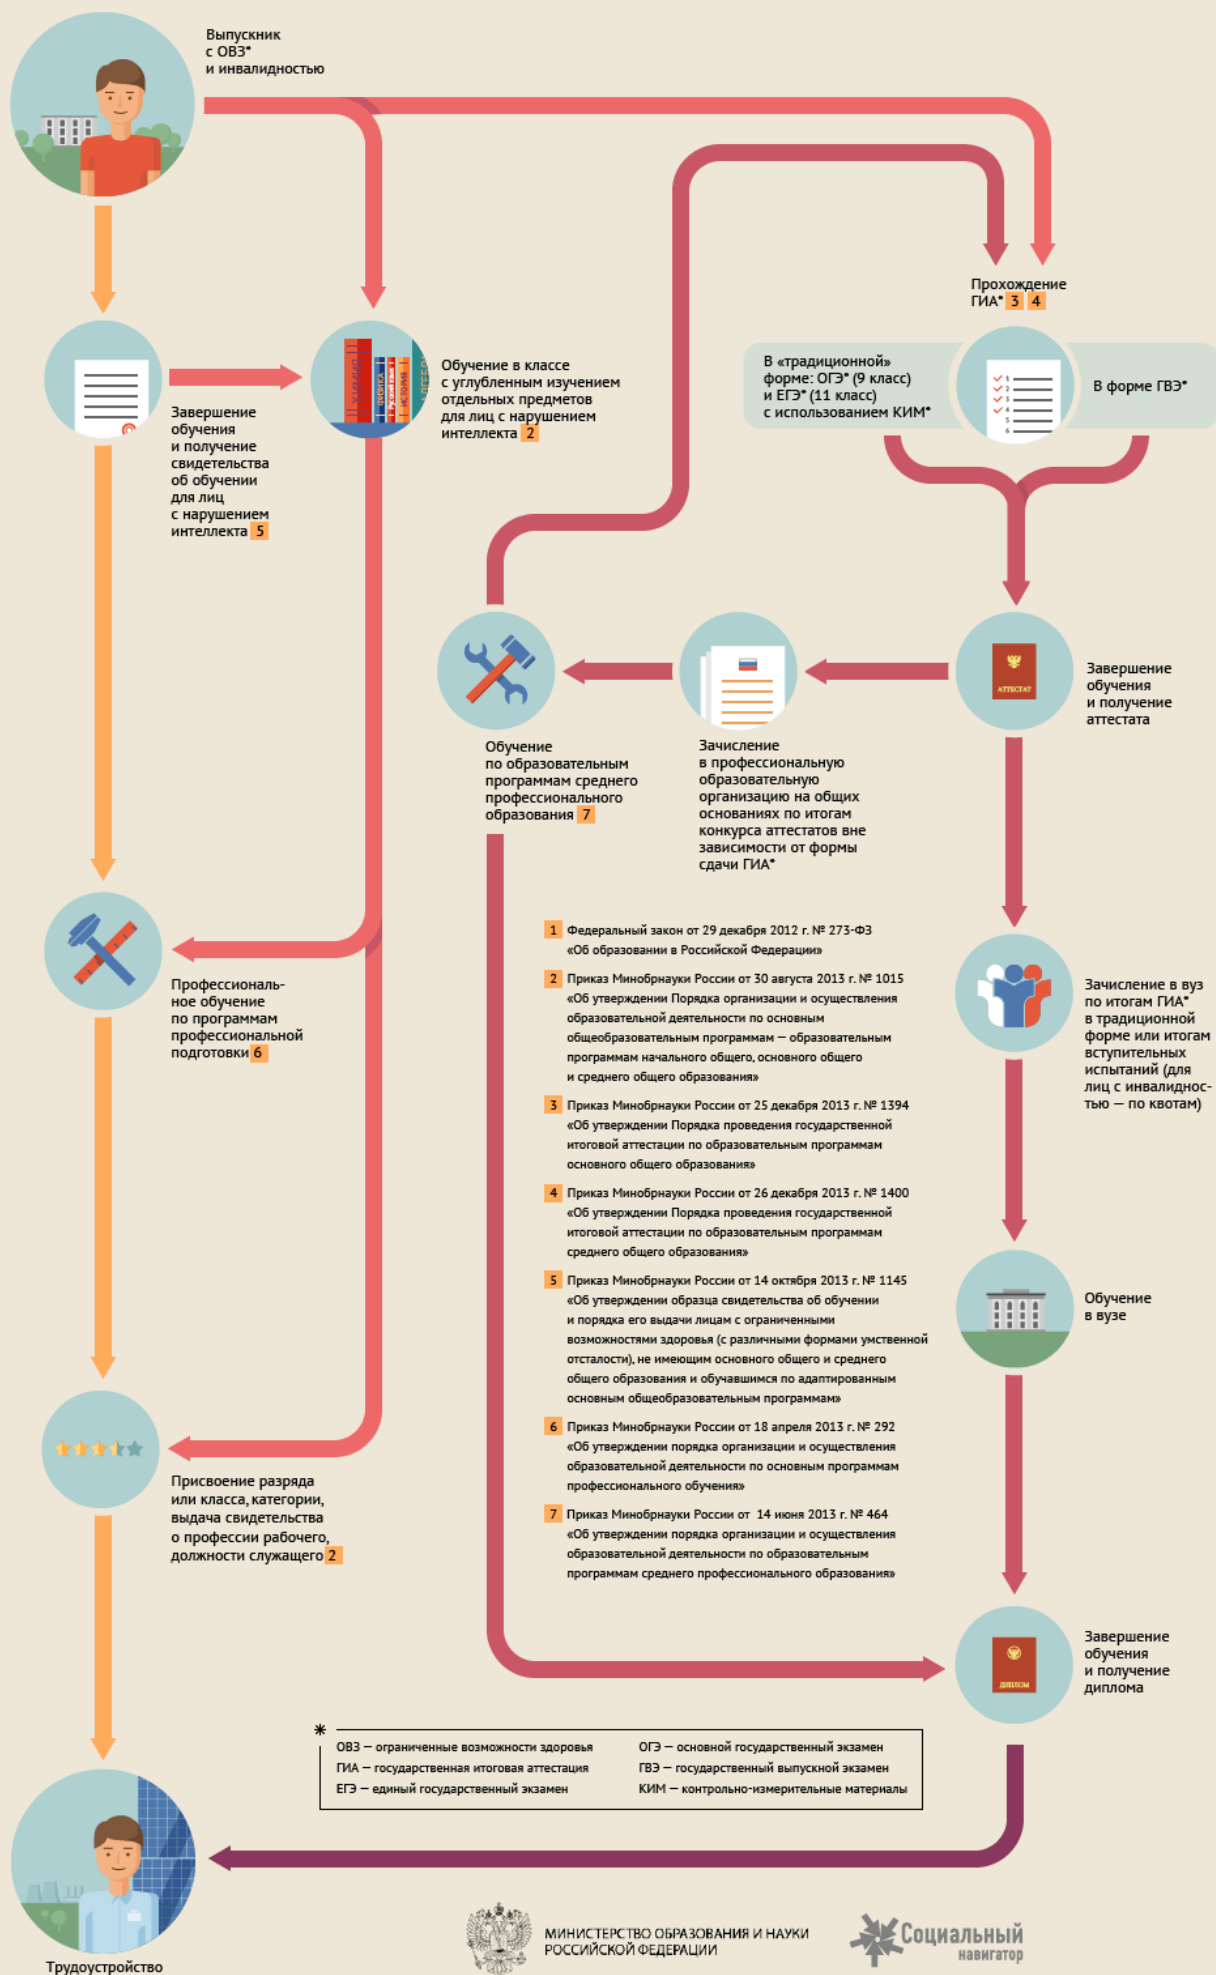 Выпускник
с ОВЗ*
и инвалидностью
Прохождение
ГИА* 3 4
В «традиционной»
форме: ОГЭ* (9 класс)
и ЕГЭ* (11 класс)
с использованием КИМ*
1
2
3
4
5
6
В форме ГВЭ*
Завершение
обучения
и получение
свидетельства
об обучении
для лиц
с нарушением
интеллекта 5
ХИМИЯ
ФИЗИКА
ИСТОРИЯ
Обучение в классе
с углубленным изучением
отдельных предметов
для лиц с нарушением
интеллекта 2
АТТЕСТАТ
Завершение
обучения
и получение
аттестата
Зачисление
в профессиональную
образовательную
организацию на общих
основаниях по итогам
конкурса аттестатов вне
зависимости от формы
сдачи ГИА*
Обучение
по образовательным
программам среднего
профессионального
образования 7
Профессиональ-
ное обучение
по программам
профессиональной
подготовки 6
1 Федеральный закон от 29 декабря 2012 г. № 273-ФЗ
«Об образовании в Российской Федерации»
2 Приказ Минобрнауки России от 30 августа 2013 г. № 1015
«Об утверждении Порядка организации и осуществления
образовательной деятельности по основным
общеобразовательным программам — образовательным
программам начального общего, основного общего
и среднего общего образования»
3 Приказ Минобрнауки России от 25 декабря 2013 г. № 1394
«Об утверждении Порядка проведения государственной
итоговой аттестации по образовательным программам
основного общего образования»
4 Приказ Минобрнауки России от 26 декабря 2013 г. № 1400
«Об утверждении Порядка проведения государственной
итоговой аттестации по образовательным программам
среднего общего образования»
5 Приказ Минобрнауки России от 14 октября 2013 г. № 1145
«Об утверждении образца свидетельства об обучении
и порядка его выдачи лицам с ограниченными
возможностями здоровья (с различными формами умственной
отсталости), не имеющим основного общего и среднего
общего образования и обучавшимся по адаптированным
основным общеобразовательным программам»
6 Приказ Минобрнауки России от 18 апреля 2013 г. № 292
«Об утверждении порядка организации и осуществления
образовательной деятельности по основным программам
профессионального обучения»
7 Приказ Минобрнауки России от 14 июня 2013 г. № 464
«Об утверждении порядка организации и осуществления
образовательной деятельности по образовательным
программам среднего профессионального образования»
Зачисление в вуз
по итогам ГИА*
в традиционной
форме или итогам
вступительных
испытаний (для
лиц с инвалиднос-
тью — по квотам)
Обучение
в вузе
Присвоение разряда
или класса, категории,
выдача свидетельства
о профессии рабочего,
должности служащего 2
ДИПЛОМ
Завершение
обучения
и получение
диплома
*
ОВЗ — ограниченные возможности здоровья
ГИА — государственная итоговая аттестация
ЕГЭ — единый государственный экзамен
ОГЭ — основной государственный экзамен
ГВЭ — государственный выпускной экзамен
КИМ — контрольно-измерительные материалы
Трудоустройство
МИНИСТЕРСТВО ОБРАЗОВАНИЯ И НАУКИ
РОССИЙСКОЙ ФЕДЕРАЦИИ
Социальный
навигатор